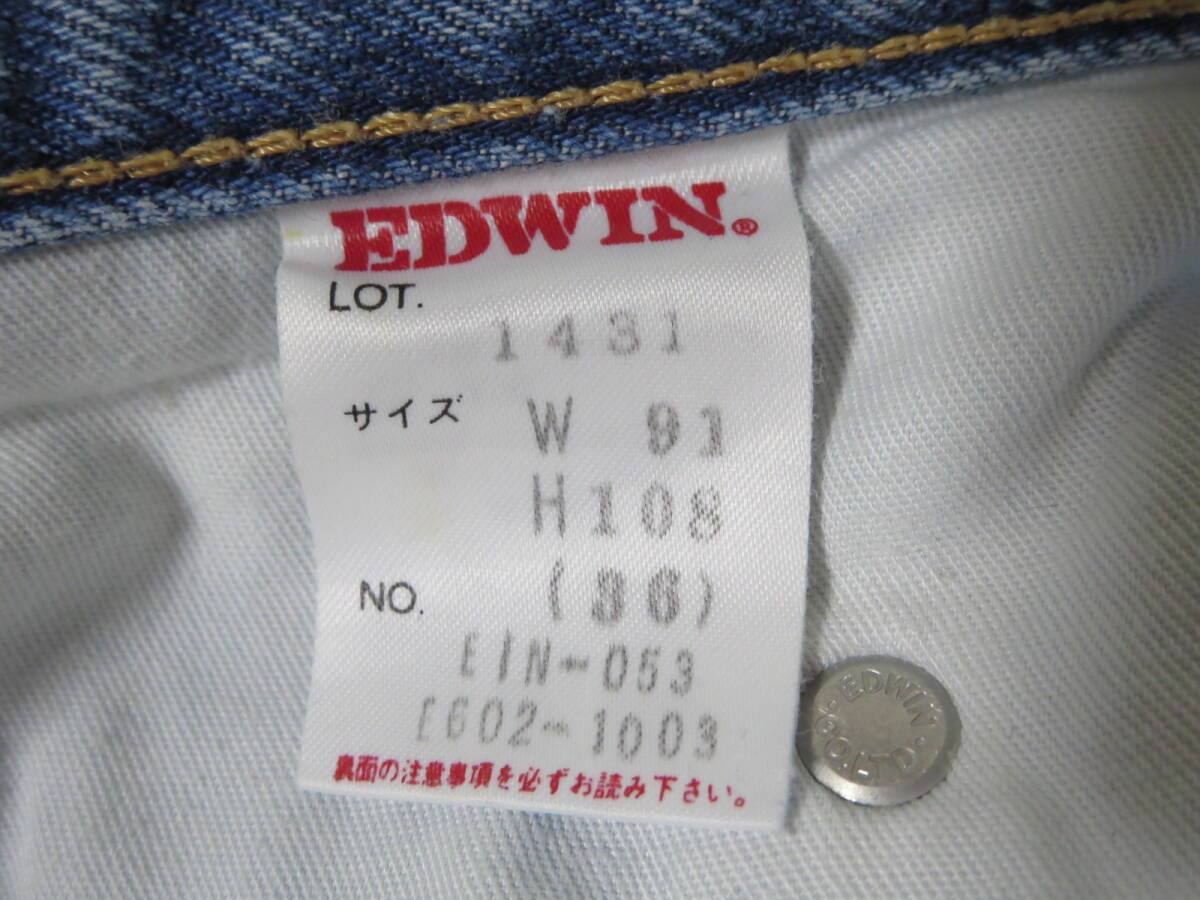 EDWIN.®
LOT.
1431
サイズ W 91
H108
NO. (36)
EIN-053
E602-1003
裏面の注意事項を必ずお読み下さい。
·EDWIN·
CO.LTD.